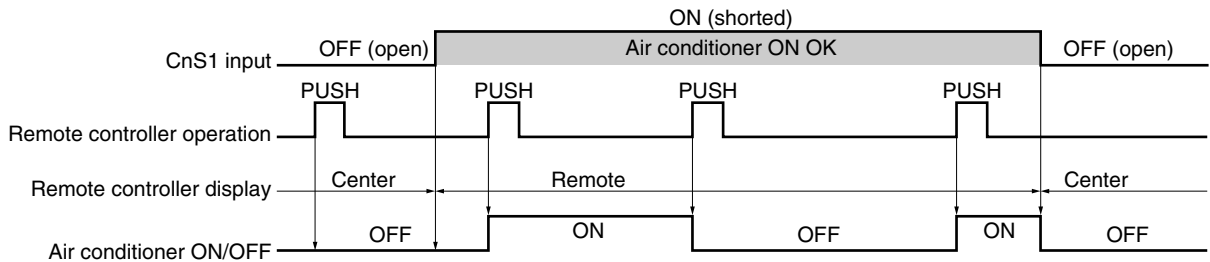 ON (shorted)
OFF (open) Air conditioner ON OK OFF (open)
CnS1 input
PUSH PUSH PUSH PUSH
Remote controller operation
Remote controller display Center Remote Center
OFF ON OFF ON OFF
Air conditioner ON/OFF